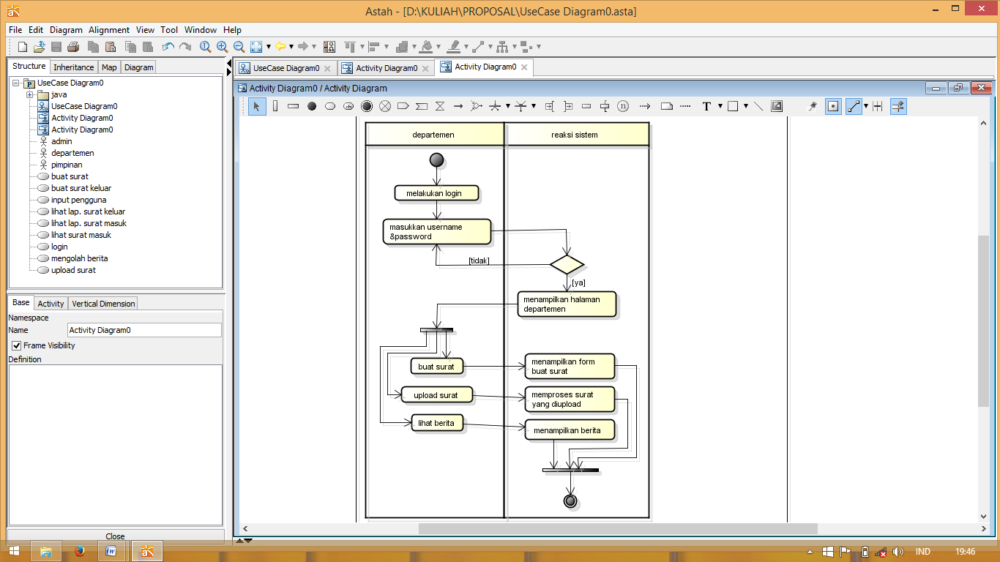 Astah - [D:\KULIAH\PROPOSAL\UseCase Diagram0.asta]
File Edit Diagram Alignment View Tool Window Help
Structure Inheritance Map Diagram
UseCase Diagram0
java
UseCase Diagram0
Activity Diagram0
Activity Diagram0
admin
departemen
pimpinan
buat surat
buat surat keluar
input pengguna
lihat lap. surat keluar
lihat lap. surat masuk
lihat surat masuk
login
mengolah berita
upload surat
Base Activity Vertical Dimension
Namespace
Name Activity Diagram0
Frame Visibility
Definition
Close
UseCase Diagram0 Activity Diagram0 Activity Diagram0
Activity Diagram0 / Activity Diagram
T
departemen reaksi sistem
melakukan login
masukkan username
&password
[tidak]
[ya]
menampilkan halaman
departemen
buat surat
menampilkan form
buat surat
upload surat
memproses surat
yang diupload
lihat berita
menampilkan berita
IND 19:46